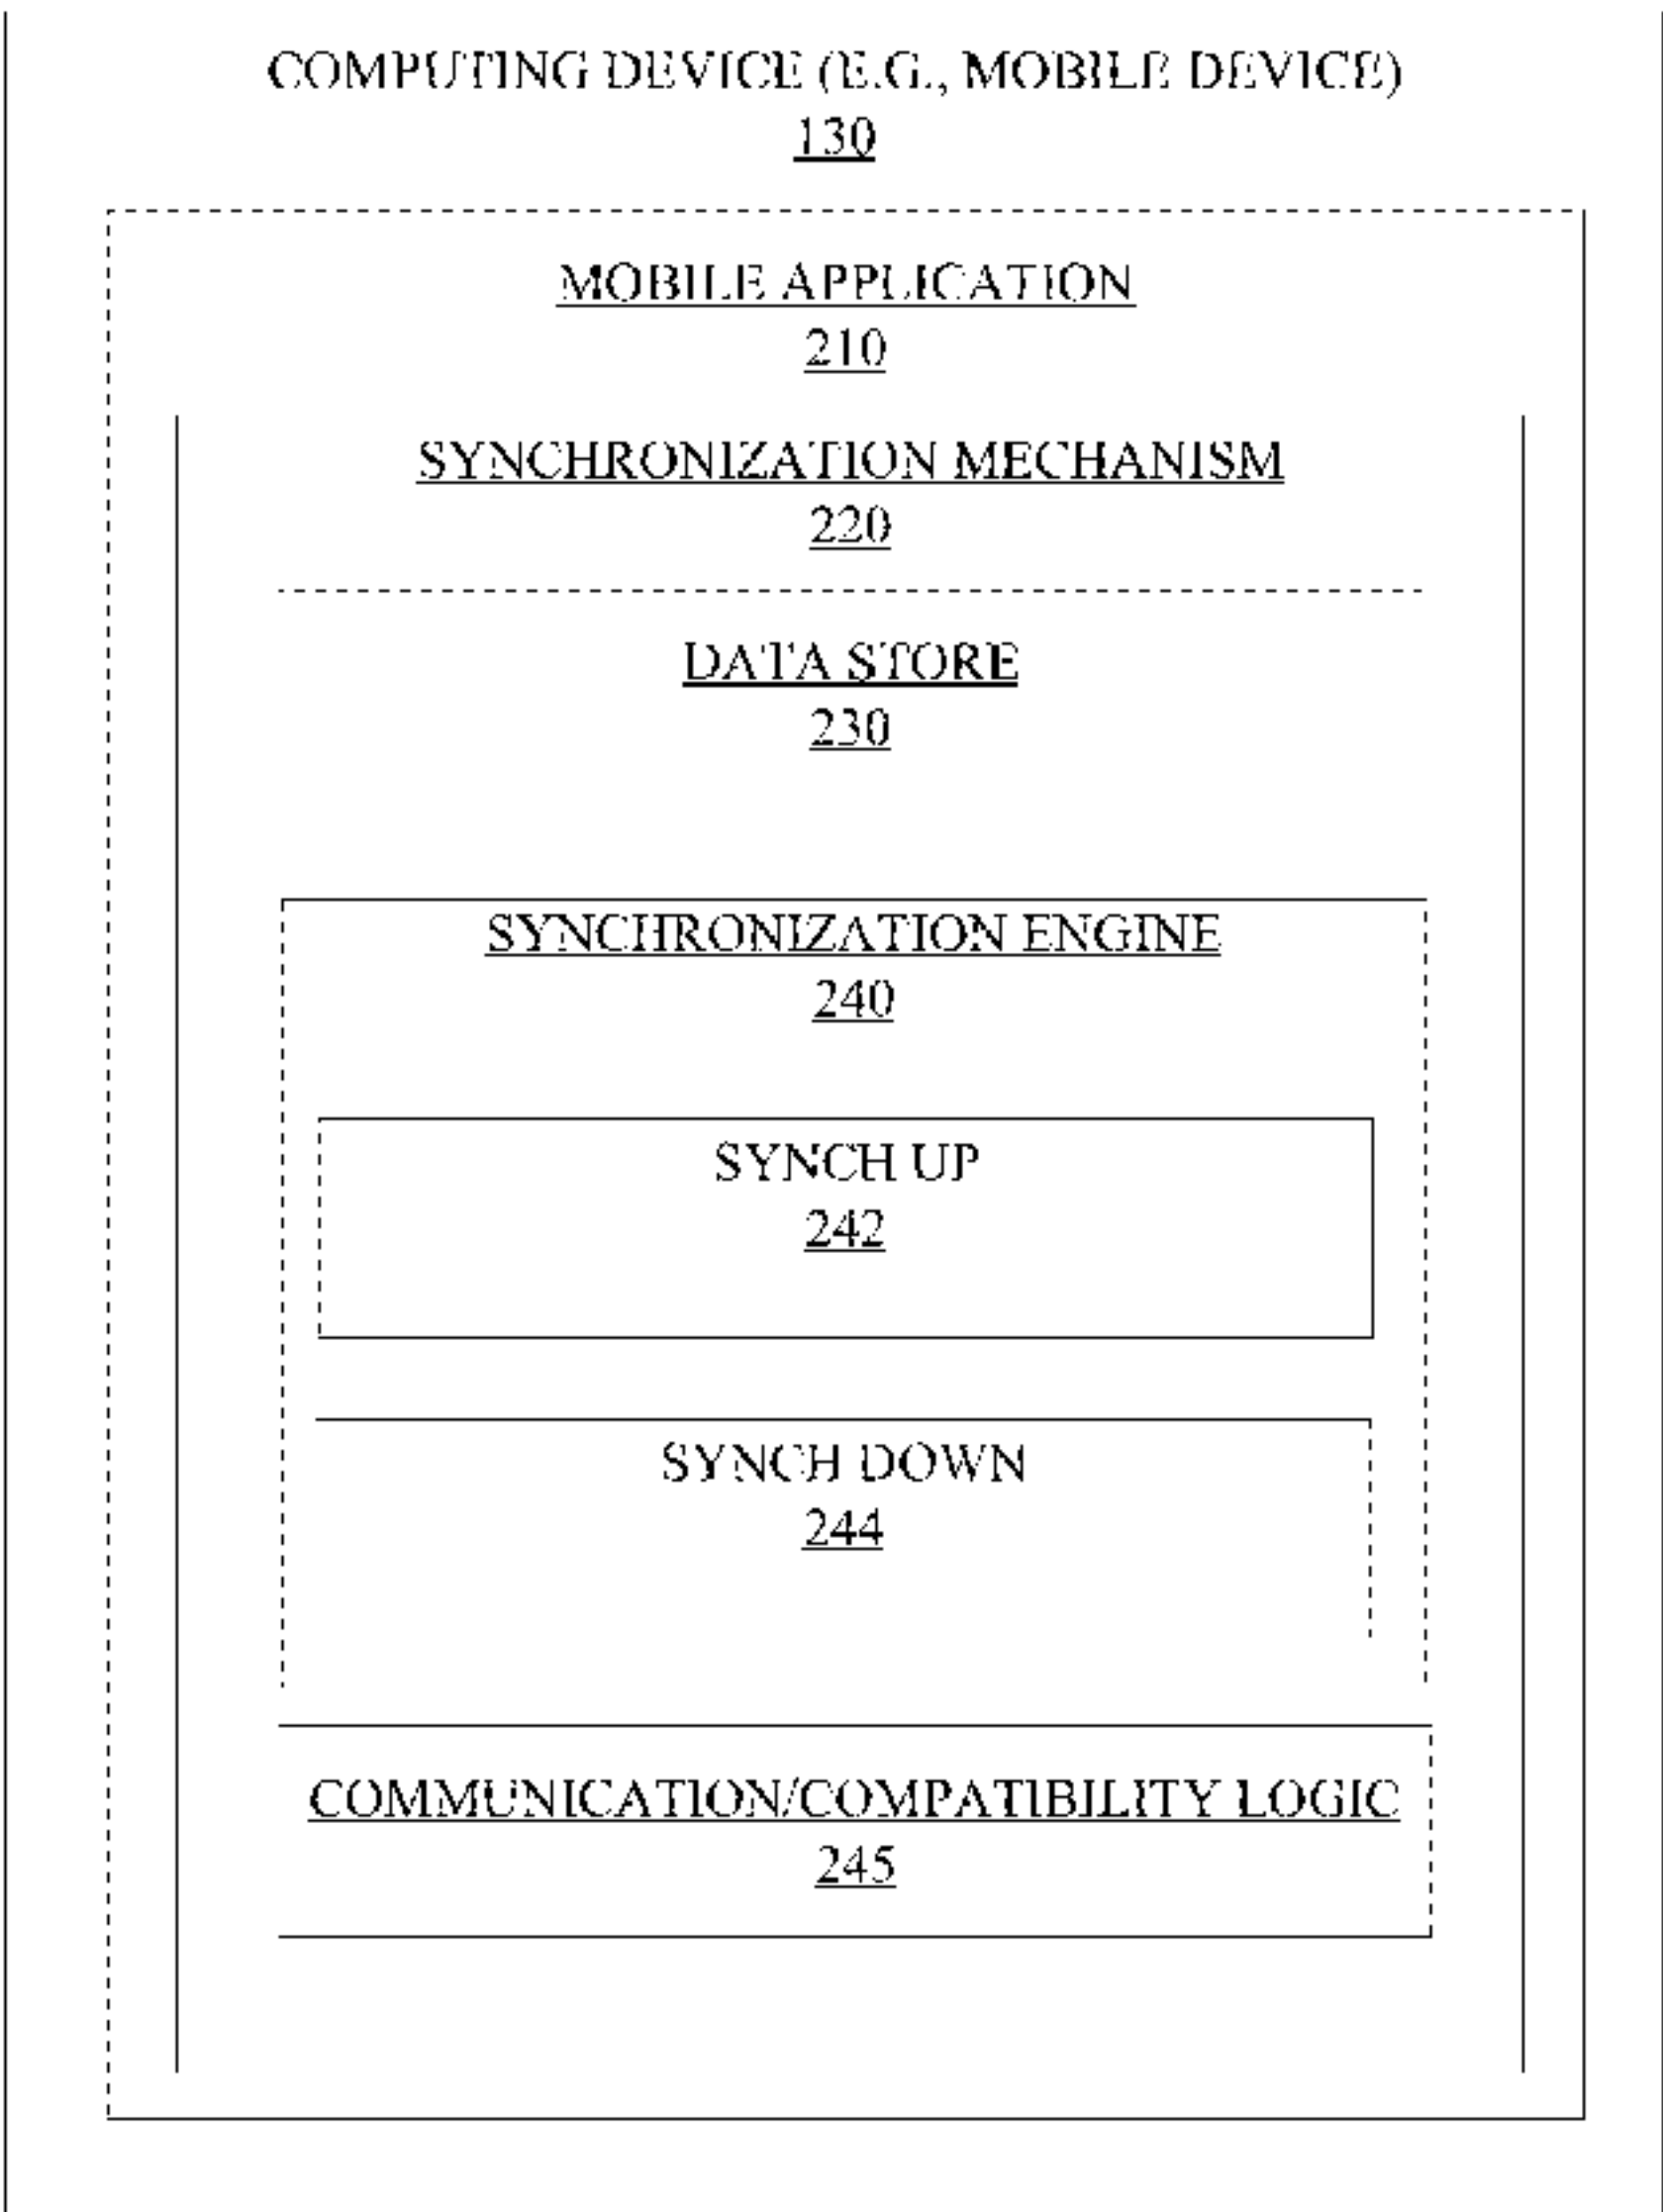 COMPUTING DEVICE (E.G., MOBILE DEVICE)
130
MOBILE APPLICATION
210
SYNCHRONIZATION MECHANISM
220
DATA STORE
230
SYNCHRONIZATION ENGINE
240
SYNCH UP
242
SYNCH DOWN
244
COMMUNICATION/COMPATIBILITY LOGIC
245